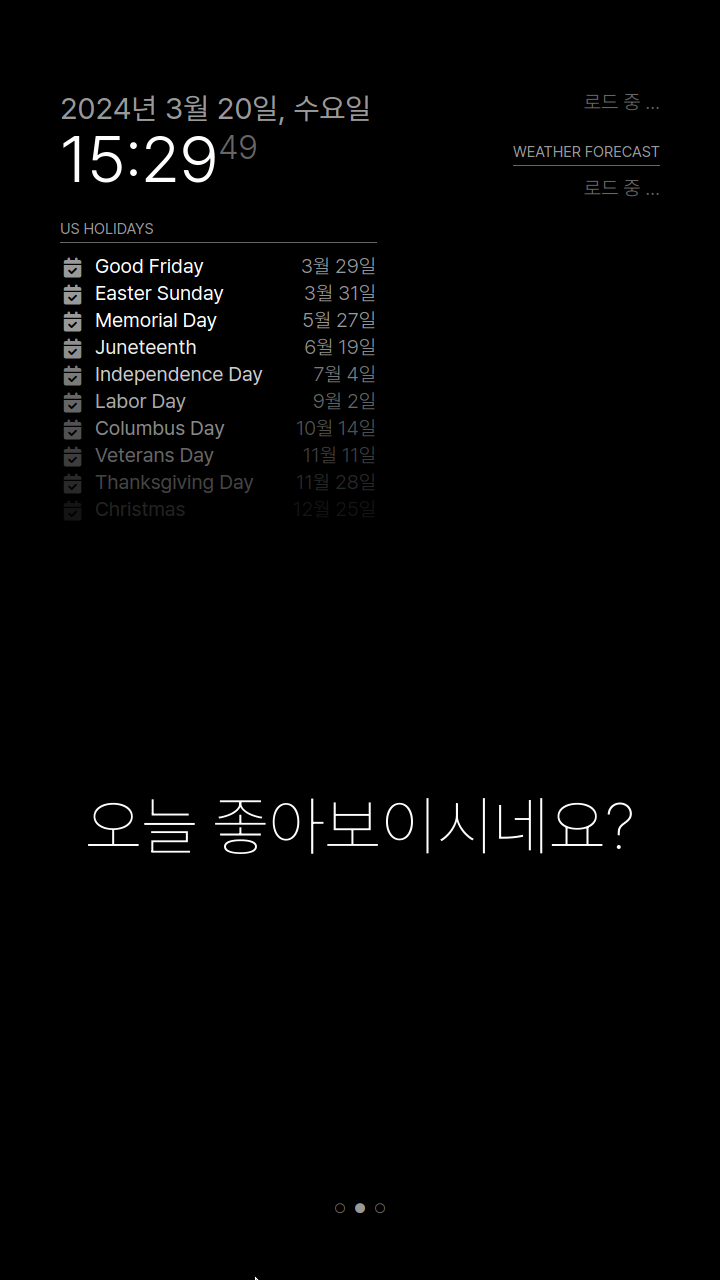 2024년 3월 20일, 수요일
15:29 49
US HOLIDAYS
Good Friday 3월 29일
Easter Sunday 3월 31일
Memorial Day 5월 27일
Juneteenth 6월 19일
Independence Day 7월 4일
Labor Day 9월 2일
Columbus Day 10월 14일
Veterans Day 11월 11일
Thanksgiving Day 11월 28일
Christmas 12월 25일
로드 중 ...
WEATHER FORECAST
로드 중 ...
오늘 좋아보이시네요?